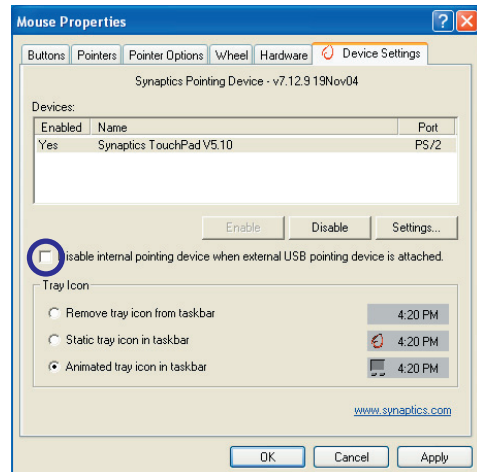 Mouse Properties
Buttons Pointers Pointer Options Wheel Hardware Device Settings
Synaptics Pointing Device - v7.12.9 19Nov04
Devices:
Enabled Name Port
Yes Synaptics TouchPad V5.10 PS/2
Enable Disable Settings...
isable internal pointing device when external USB pointing device is attached.
Tray Icon
Remove tray icon from taskbar 4:20 PM
Static tray icon in taskbar 4:20 PM
Animated tray icon in taskbar 4:20 PM
www.synaptics.com
OK Cancel Apply